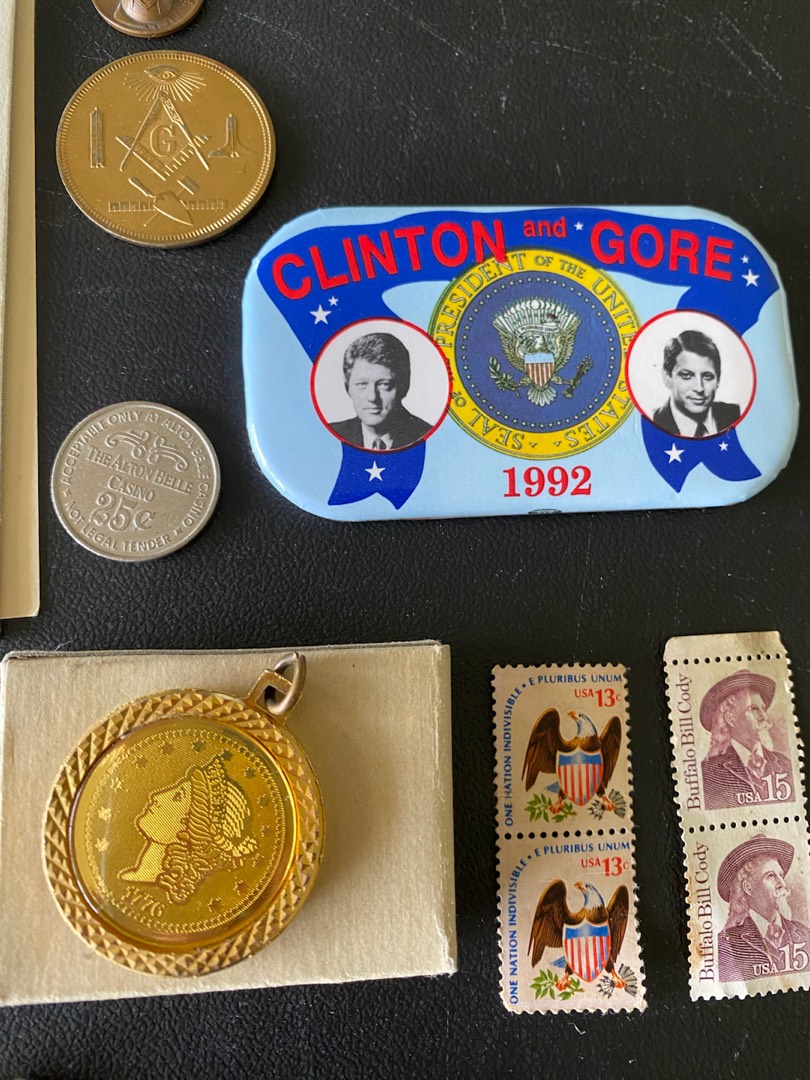 G
CLINTON and GORE
SEAL OF PRESIDENT OF THE UNITED STATES
1992
ACCEPTABLE ONLY AT ALTON BELLE CASINO
THE ALTON BELLE
CASINO
25¢
NOT LEGAL TENDER
1776
ONE NATION INDIVISIBLE • E PLURIBUS UNUM
USA 13c
ONE NATION INDIVISIBLE • E PLURIBUS UNUM
USA 13c
Buffalo Bill Cody
USA 15
Buffalo Bill Cody
USA 15